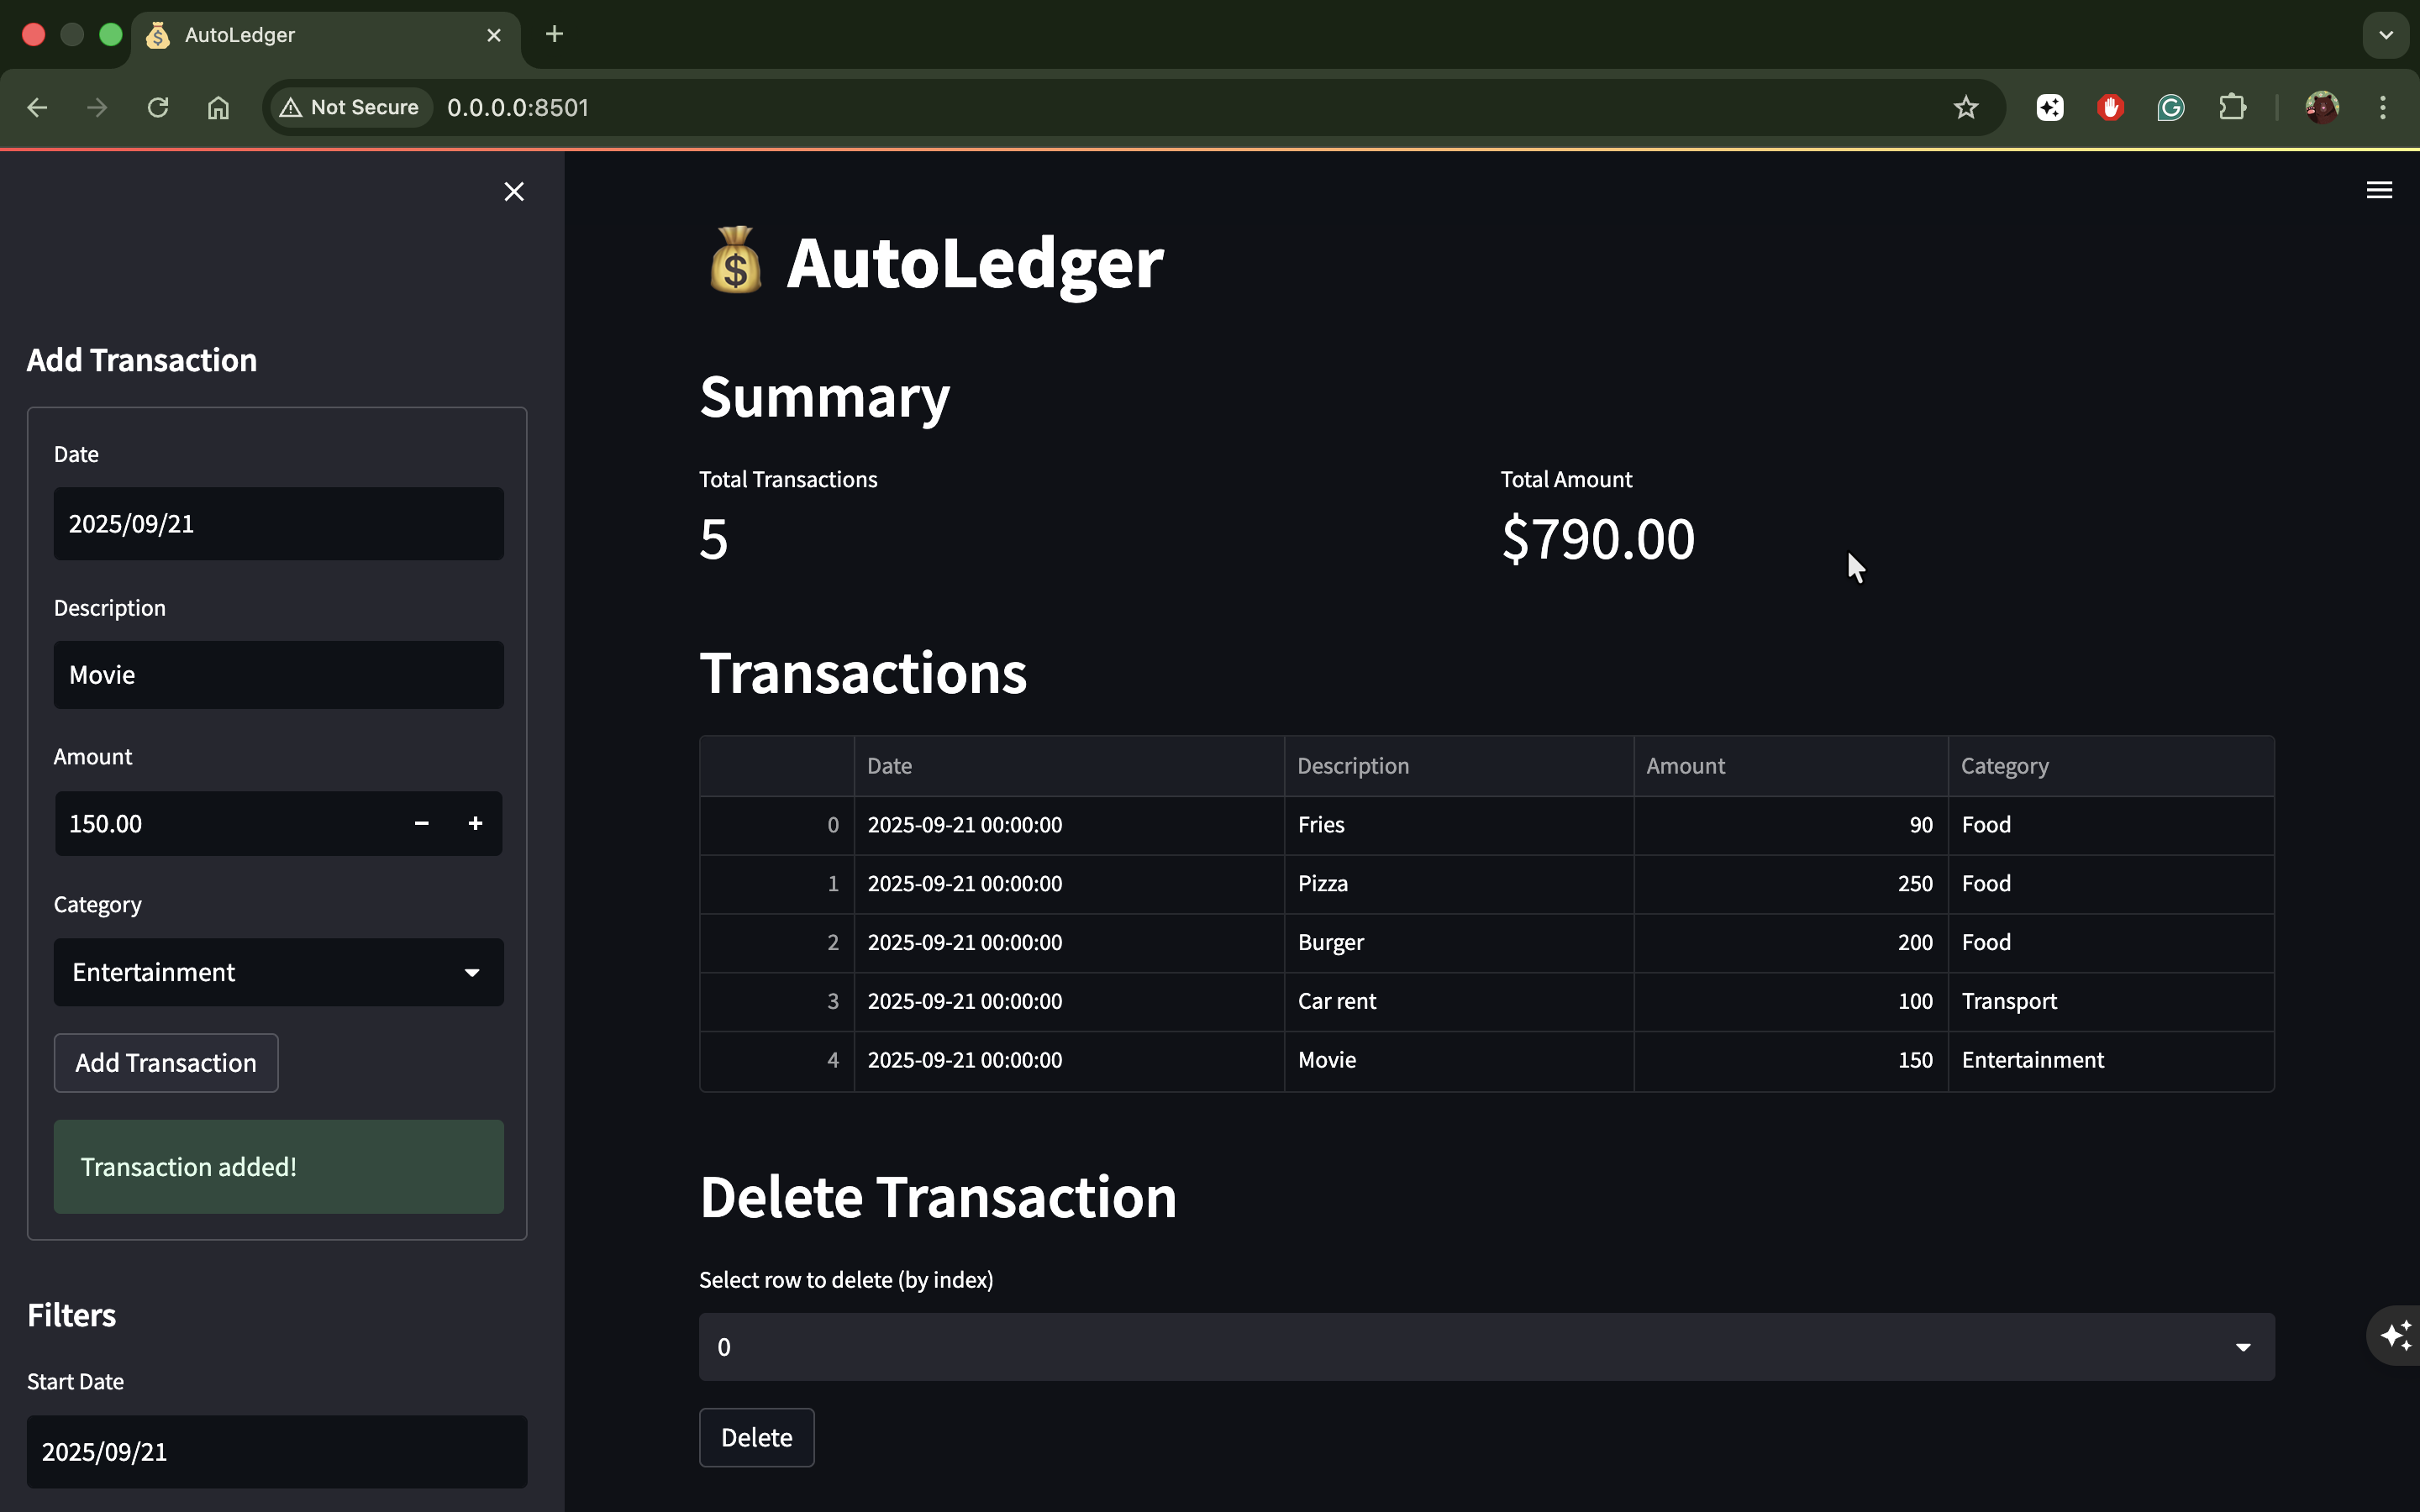 AutoLedger
Not Secure 0.0.0.0:8501
Add Transaction
Date
2025/09/21
Description
Movie
Amount
150.00
Category
Entertainment
Add Transaction
Transaction added!
Filters
Start Date
2025/09/21
AutoLedger
Summary
Total Transactions Total Amount
5 $790.00
Transactions
Date Description Amount Category
0 2025-09-21 00:00:00 Fries 90 Food
1 2025-09-21 00:00:00 Pizza 250 Food
2 2025-09-21 00:00:00 Burger 200 Food
3 2025-09-21 00:00:00 Car rent 100 Transport
4 2025-09-21 00:00:00 Movie 150 Entertainment
Delete Transaction
Select row to delete (by index)
0
Delete